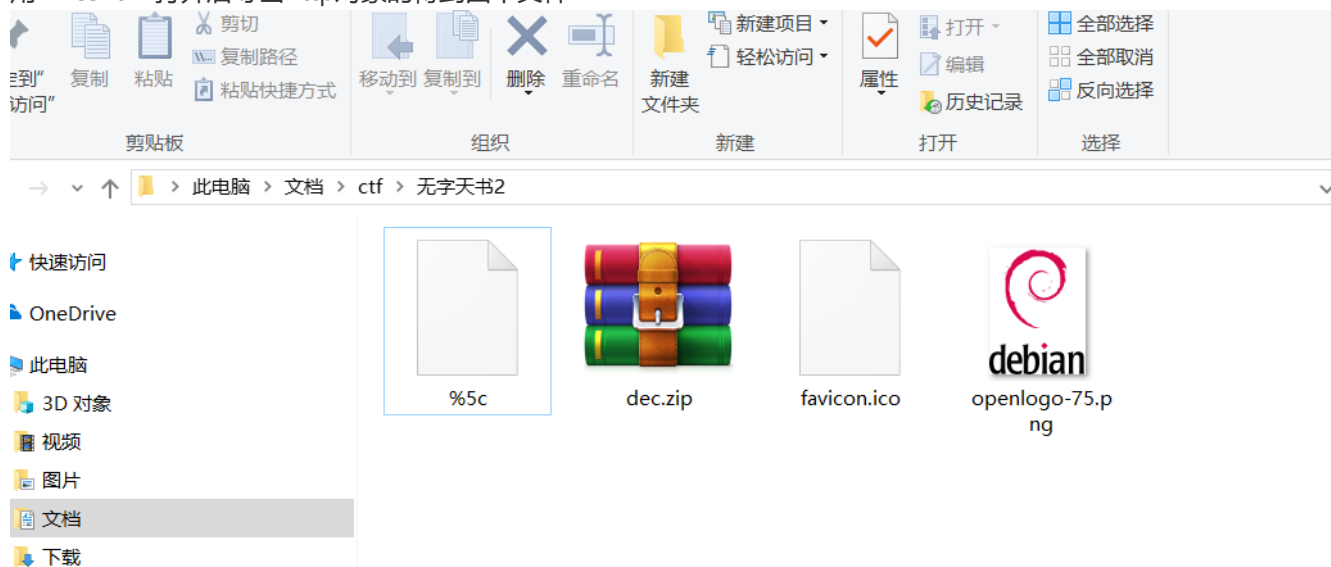 剪切
复制路径
粘贴快捷方式
复制
粘贴
访问"
移动到
复制到
删除
重命名
新建
文件夹
新建项目
轻松访问
属性
打开
编辑
历史记录
全部选择
全部取消
反向选择
剪贴板
组织
新建
打开
选择
此电脑 > 文档 > ctf > 无字天书2
快速访问
OneDrive
此电脑
3D 对象
视频
图片
文档
下载
%5c
dec.zip
favicon.ico
debian
openlogo-75.p
ng